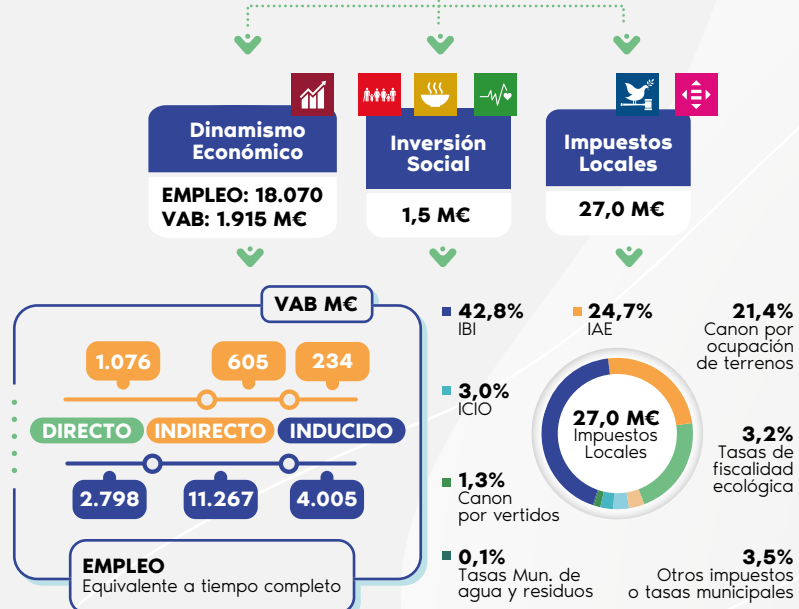 Dinamismo
Económico
EMPLEO: 18.070
VAB: 1.915 M€
Inversión
Social
1,5 M€
Impuestos
Locales
27,0 M€
VAB M€
1.076
605
234
DIRECTO
INDIRECTO
INDUCIDO
2.798
11.267
4.005
EMPLEO
Equivalente a tiempo completo
42,8%
IBI
24,7%
IAE
21,4%
Canon por
ocupación
de terrenos
3,0%
ICIO
27,0 M€
Impuestos
Locales
3,2%
Tasas de
fiscalidad
ecológica
1,3%
Canon
por vertidos
0,1%
Tasas Mun. de
agua y residuos
3,5%
Otros impuestos
o tasas municipales